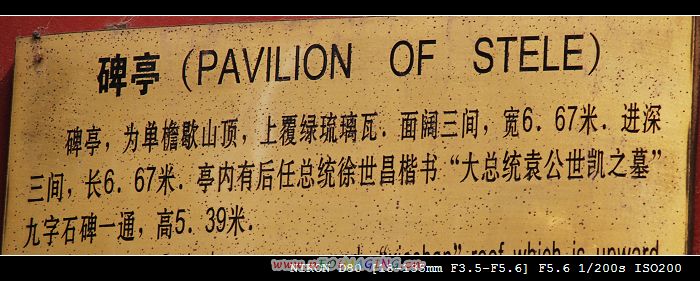 碑亭（PAVILION OF STELE）
碑亭，为单檐歇山顶，上覆绿琉璃瓦．面阔三间，宽6．67米．进深
三间，长6．67米．亭内有后任总统徐世昌楷书“大总统袁公世凯之墓”
九字石碑一通，高5．39米．
roof which is upward
NIKON D80 [18-135mm F3.5-F5.6] F5.6 1/200s ISO200